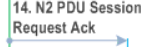 14. N2 PDU Session
Request Ack